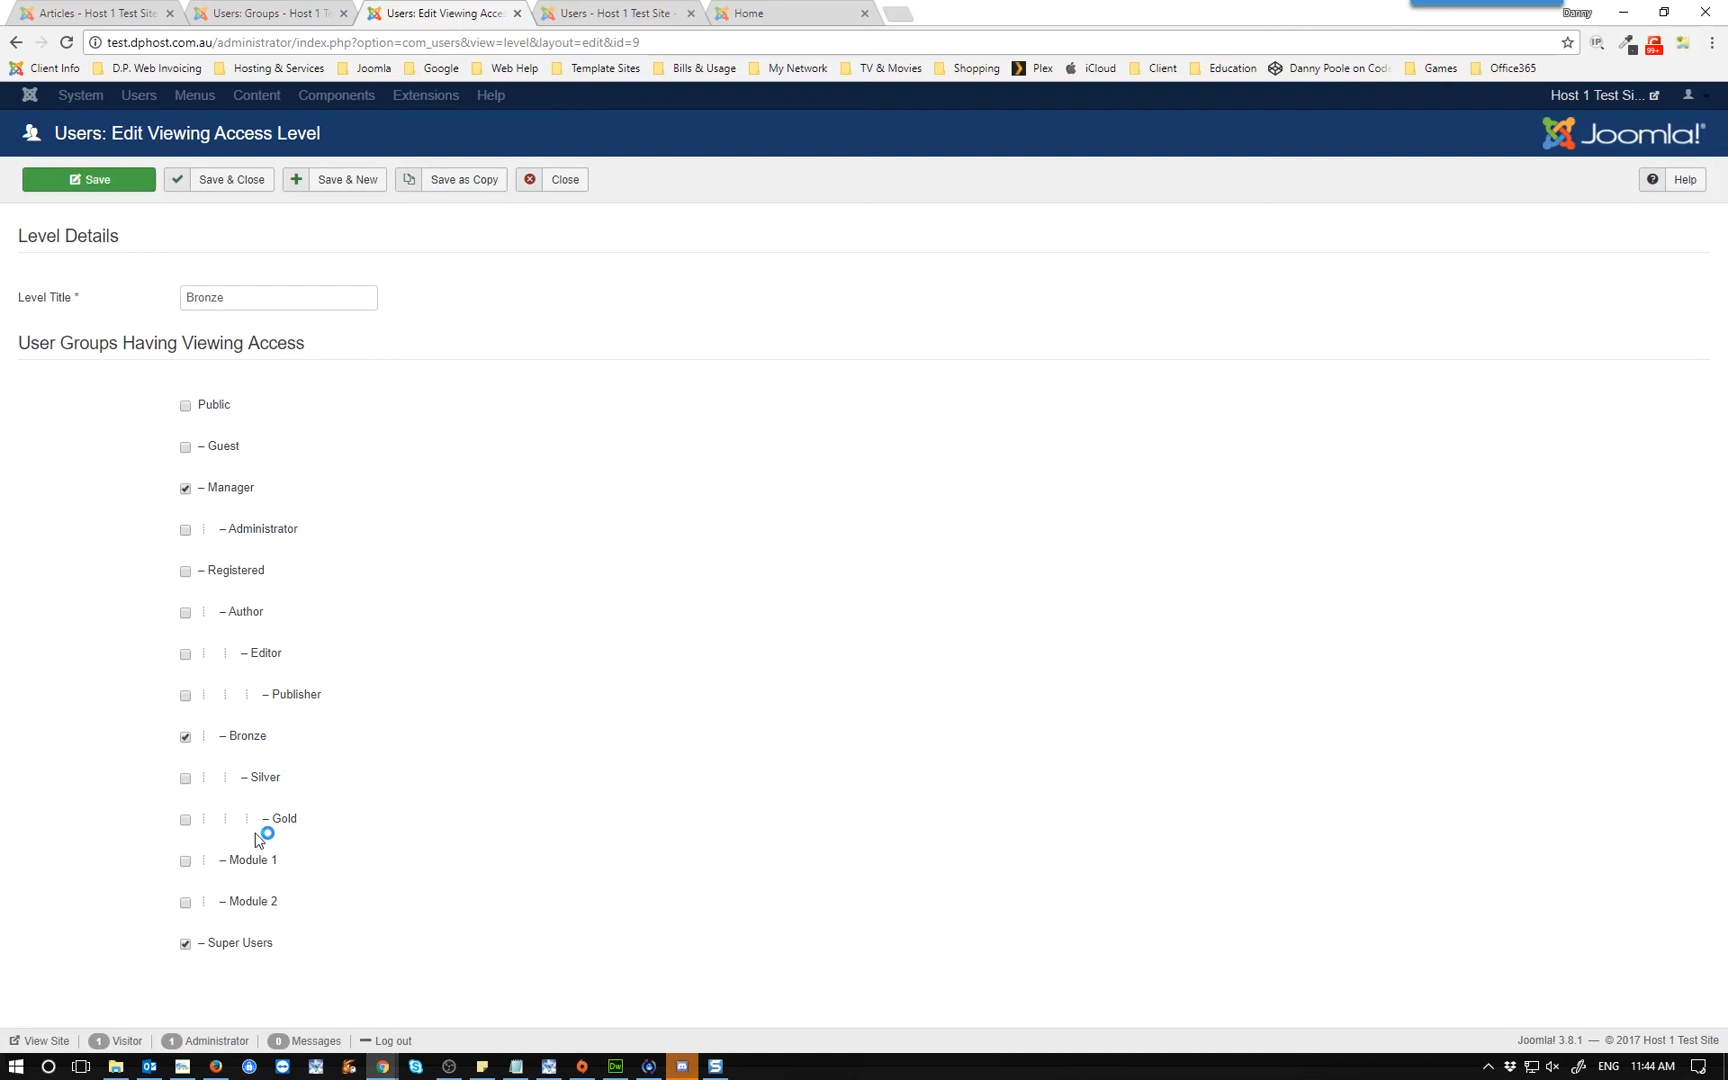 Articles - Host 1 Test Site
Users: Groups - Host 1 T
Users: Edit Viewing Acce
Users - Host 1 Test Site -
Home
Danny
test.dphost.com.au/administrator/index.php?option=com_users&view=level&layout=edit&id=9
IP
99+
Client Info
D.P. Web Invoicing
Hosting & Services
Joomla
Google
Web Help
Template Sites
Bills & Usage
My Network
TV & Movies
Shopping
Plex
iCloud
Client
Education
Danny Poole on Cod
Games
Office365
System
Users
Menus
Content
Components
Extensions
Help
Host 1 Test Si...
Users: Edit Viewing Access Level
Joomla!®
Save
Save & Close
Save & New
Save as Copy
Close
Help
Level Details
Level Title *
Bronze
User Groups Having Viewing Access
Public
– Guest
– Manager
– Administrator
– Registered
– Author
– Editor
– Publisher
– Bronze
– Silver
– Gold
– Module 1
– Module 2
– Super Users
View Site
1 Visitor
1 Administrator
0 Messages
Log out
Joomla! 3.8.1 — © 2017 Host 1 Test Site
Dw
S
ENG
11:44 AM